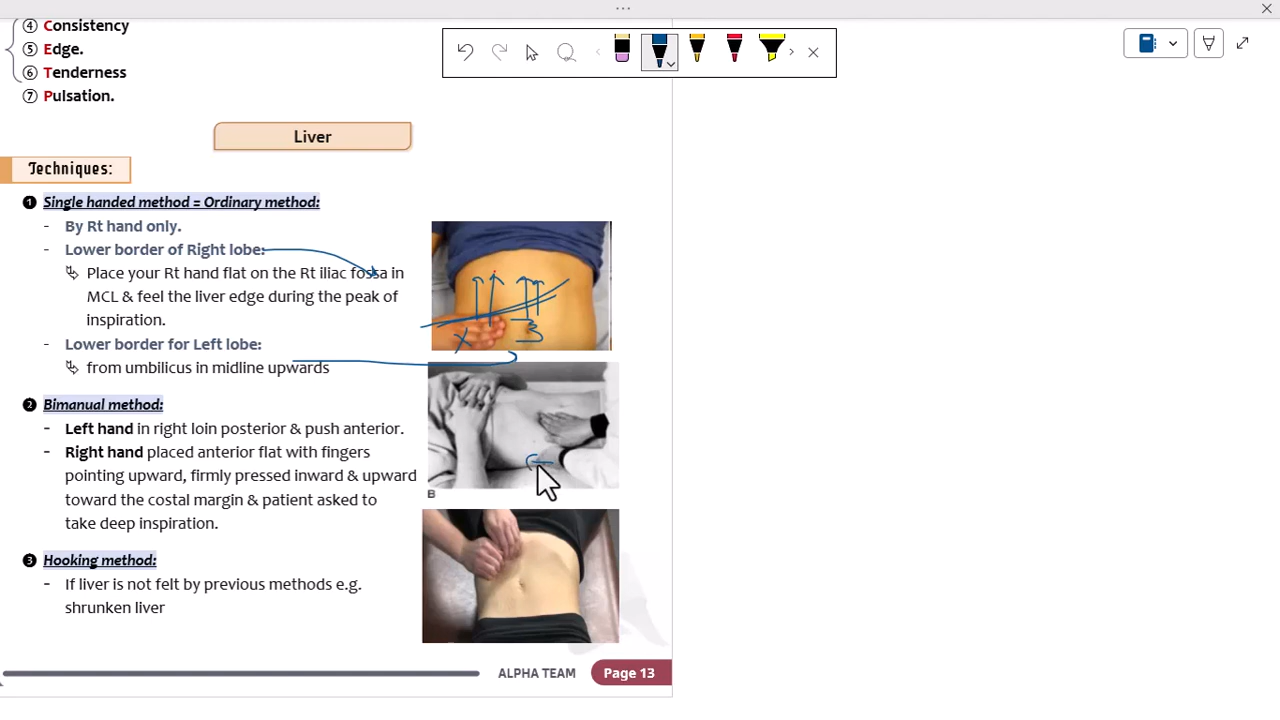 ④ Consistency
⑤ Edge.
⑥ Tenderness
⑦ Pulsation.
Liver
Techniques:
❶ Single handed method = Ordinary method:
- By Rt hand only.
- Lower border of Right lobe:
↳ Place your Rt hand flat on the Rt iliac fossa in
MCL & feel the liver edge during the peak of
inspiration.
- Lower border for Left lobe:
↳ from umbilicus in midline upwards
❷ Bimanual method:
- Left hand in right loin posterior & push anterior.
- Right hand placed anterior flat with fingers
pointing upward, firmly pressed inward & upward
toward the costal margin & patient asked to
take deep inspiration.
B
❸ Hooking method:
- If liver is not felt by previous methods e.g.
shrunken liver
ALPHA TEAM Page 13